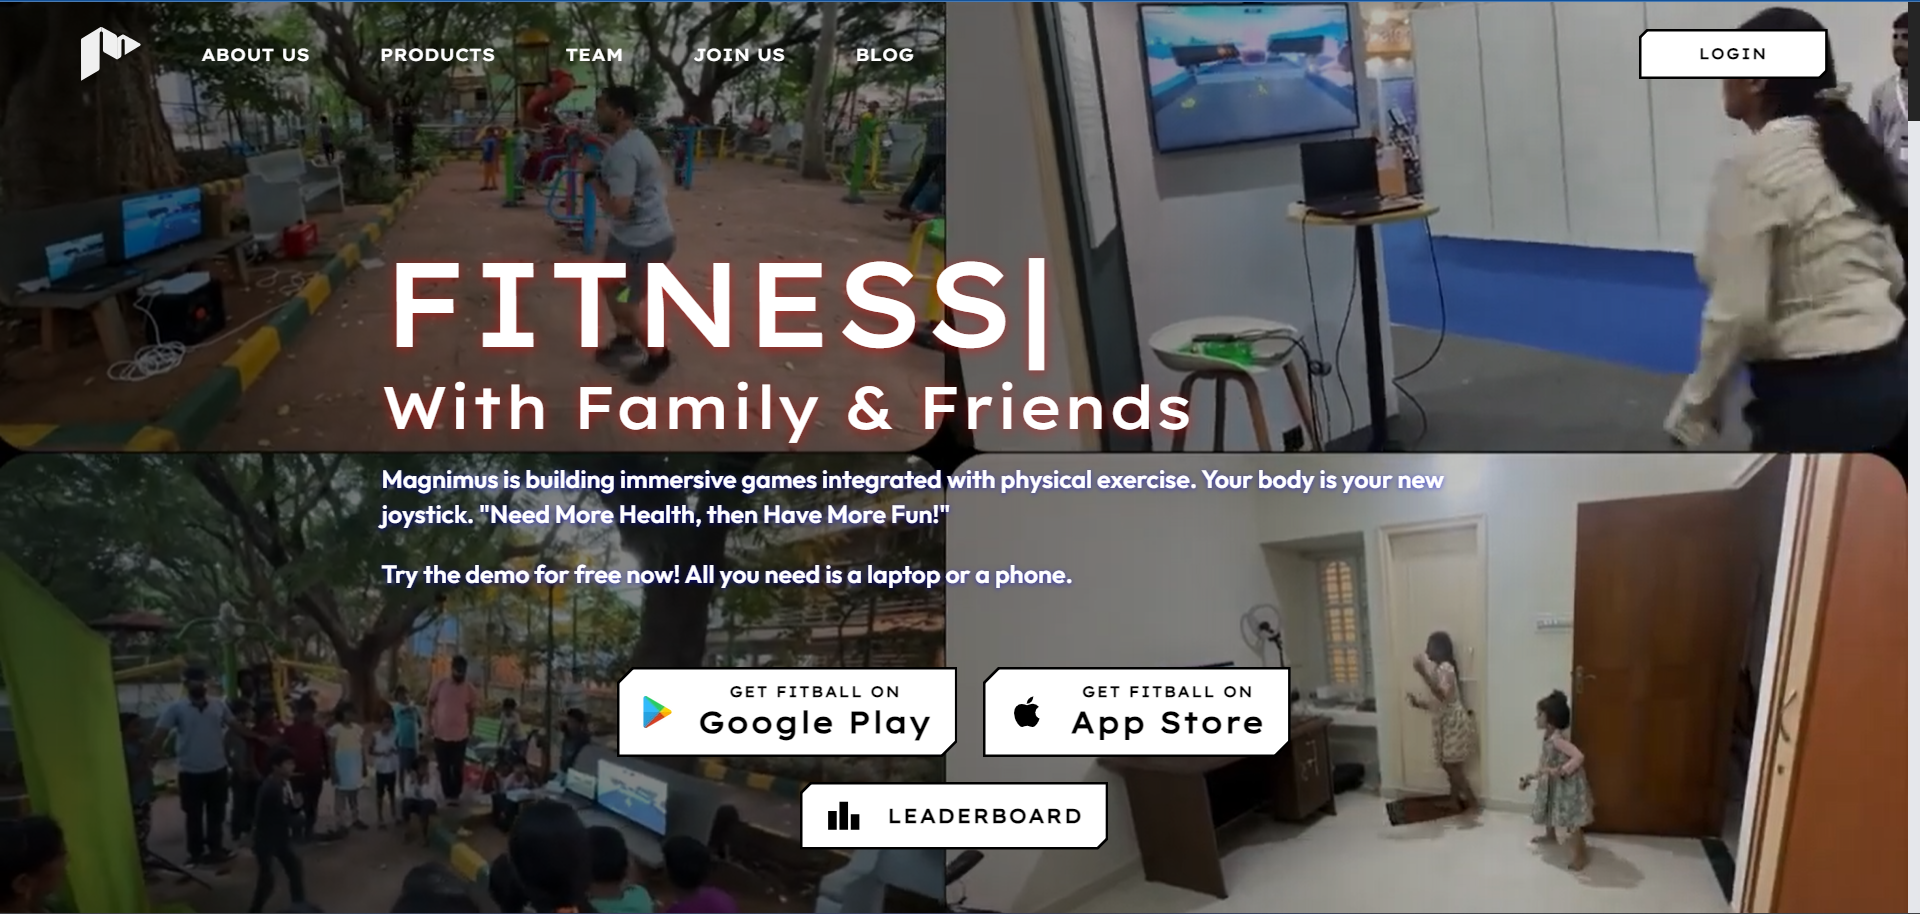 ABOUT US
PRODUCTS
TEAM
JOIN US
BLOG
LOGIN
FITNESS|
With Family & Friends
Magnimus is building immersive games integrated with physical exercise. Your body is your new
joystick. "Need More Health, then Have More Fun!"
Try the demo for free now! All you need is a laptop or a phone.
GET FITBALL ON
Google Play
GET FITBALL ON
App Store
LEADERBOARD